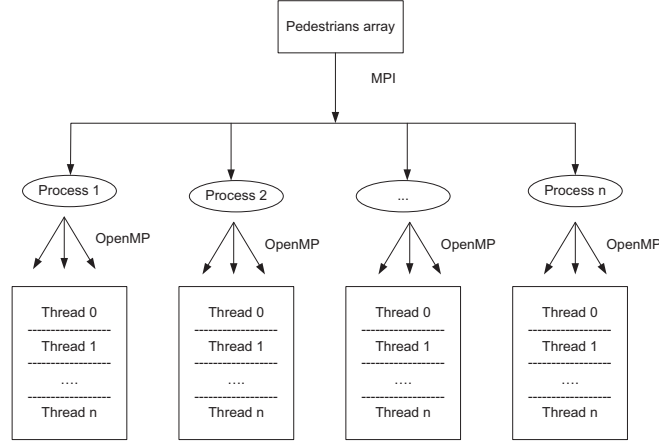 Pedestrians array
MPI
Process 1
Process 2
...
Process n
OpenMP
OpenMP
OpenMP
OpenMP
Thread 0
Thread 1
....
Thread n
Thread 0
Thread 1
....
Thread n
Thread 0
Thread 1
....
Thread n
Thread 0
Thread 1
....
Thread n